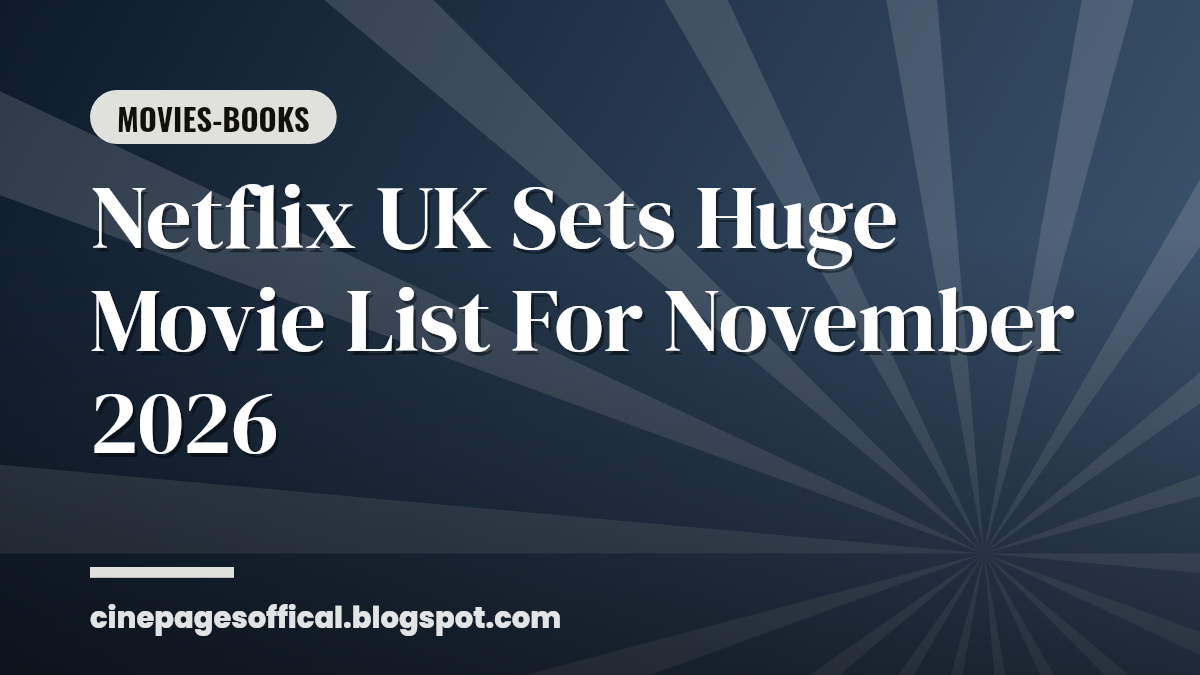 MOVIES-BOOKS
Netflix UK Sets Huge
Movie List For November
2026
cinepagesoffical.blogspot.com